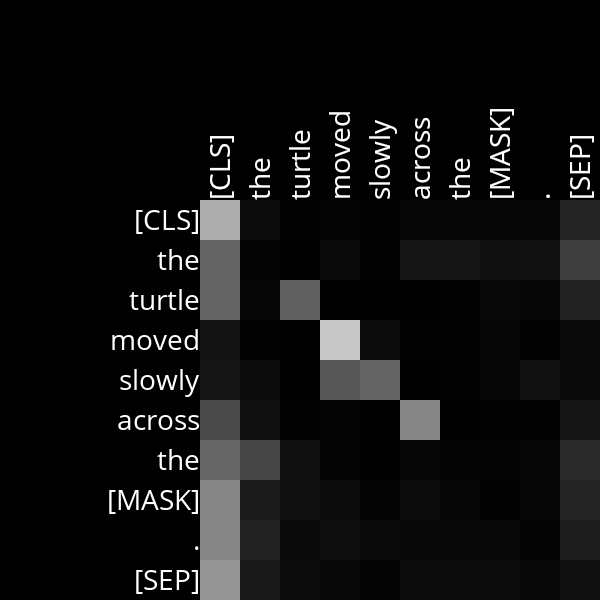 [CLS] the turtle moved slowly across the [MASK] . [SEP]
[CLS]
the
turtle
moved
slowly
across
the
[MASK]
.
[SEP]